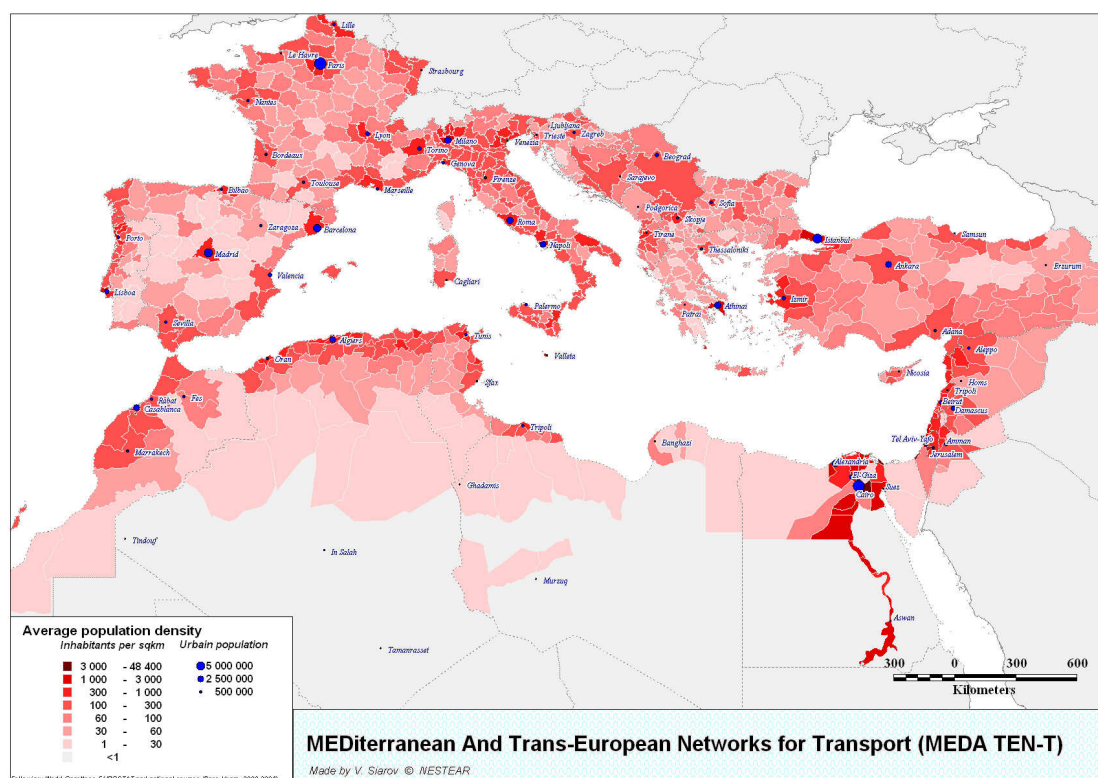 Lille
Le Havre
Paris
Strasbourg
Nantes
Lyon
Ljubljana
Trieste
Zagreb
Milano
Torino
Venezia
Bordeaux
Genova
Beograd
Toulouse
Marseille
Firenze
Sarajevo
Bilbao
Podgorica
Sofia
Skopje
Zaragoza
Barcelona
Roma
Porto
Tirane
Istanbul
Samsun
Madrid
Napoli
Thessaloniki
Ankara
Erzurum
Valencia
Cagliari
Lisboa
Palermo
Patrai
Athinai
Izmir
Sevilla
Adana
Algiers
Tunis
Aleppo
Oran
Valleta
Nicosia
Sfax
Homs
Tripoli
Rabat
Fes
Beirut
Casablanca
Damascus
Tripoli
Banghazi
Tel Aviv-Yafo
Amman
Marrakech
Jerusalem
Alexandria
El-Giza
Ghadamis
Suez
Cairo
Tindouf
In Salah
Murzuq
Aswan
Tamanrasset
Average population density
Inhabitants per sqkm Urbain population
3 000 - 48 400 5 000 000
1 000 - 3 000 2 500 000
300 - 1 000 500 000
100 - 300
60 - 100
30 - 60
1 - 30
<1
300 0 300 600
Kilometers
MEDiterranean And Trans-European Networks for Transport (MEDA TEN-T)
Made by V. Siarov © NESTEAR